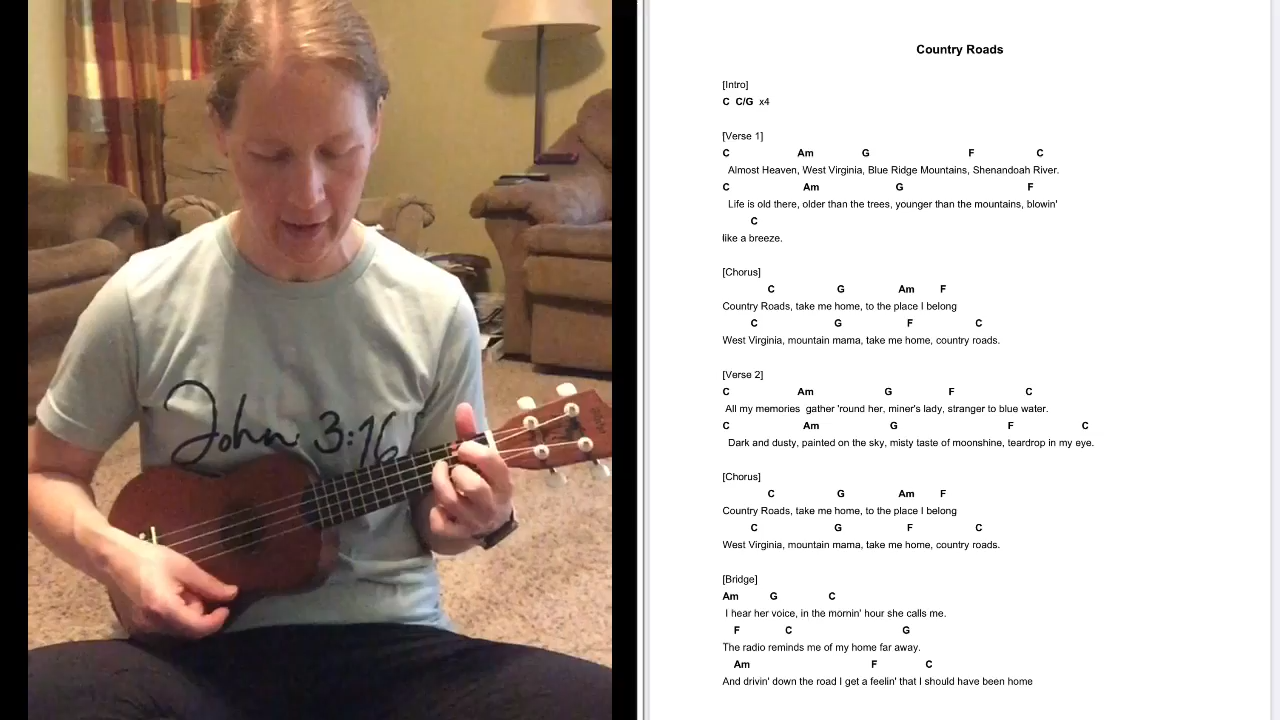 John 3:16
Country Roads
[Intro]
C C/G x4
[Verse 1]
C Am G F C
Almost Heaven, West Virginia, Blue Ridge Mountains, Shenandoah River.
C Am G F
Life is old there, older than the trees, younger than the mountains, blowin'
C
like a breeze.
[Chorus]
C G Am F
Country Roads, take me home, to the place I belong
C G F C
West Virginia, mountain mama, take me home, country roads.
[Verse 2]
C Am G F C
All my memories gather 'round her, miner's lady, stranger to blue water.
C Am G F C
Dark and dusty, painted on the sky, misty taste of moonshine, teardrop in my eye.
[Chorus]
C G Am F
Country Roads, take me home, to the place I belong
C G F C
West Virginia, mountain mama, take me home, country roads.
[Bridge]
Am G C
I hear her voice, in the mornin' hour she calls me.
F C G
The radio reminds me of my home far away.
Am F C
And drivin' down the road I get a feelin' that I should have been home